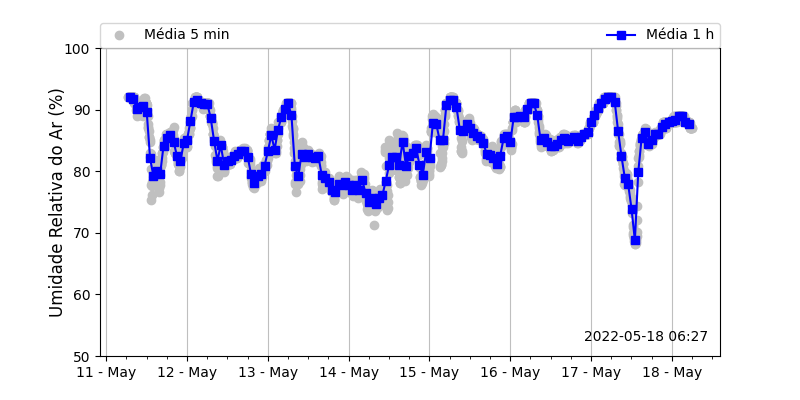 Média 5 min
Média 1 h
Umidade Relativa do Ar (%)
100
90
80
70
60
50
2022-05-18 06:27
11 - May
12 - May
13 - May
14 - May
15 - May
16 - May
17 - May
18 - May